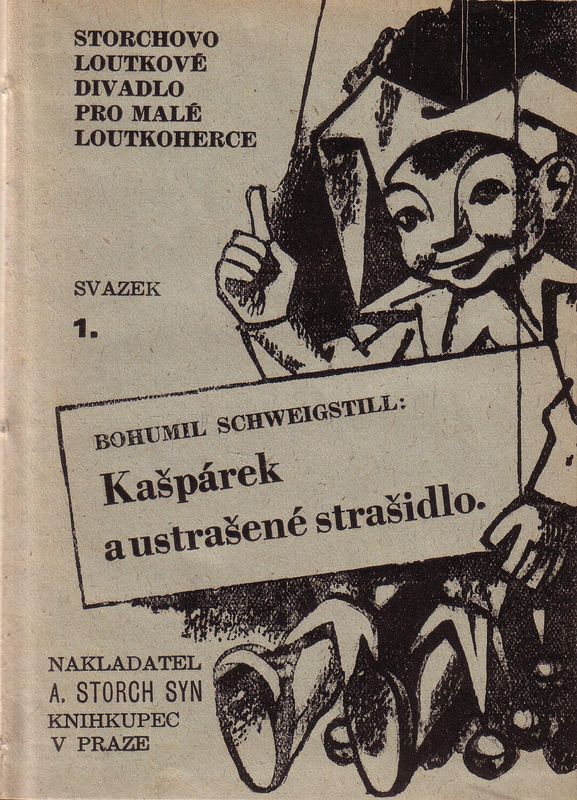 STORCHOVO
LOUTKOVÉ
DIVADLO
PRO MALÉ
LOUTKOHERCE
SVAZEK
1.
BOHUMIL SCHWEIGSTILL:
Kašpárek
a ustrašené strašidlo.
NAKLADATEL
A. STORCH SYN
KNIHKUPEC
V PRAZE